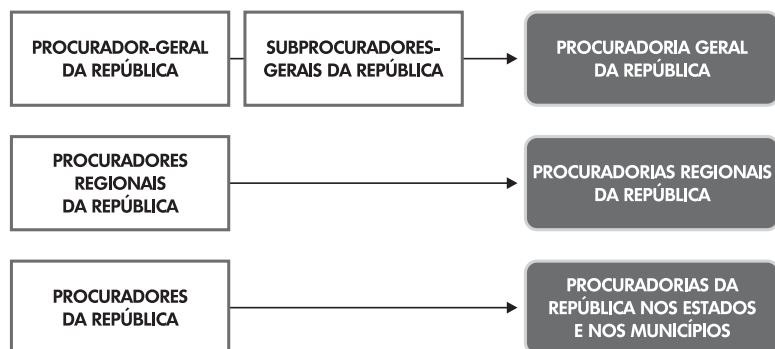 PROCURADOR-GERAL
DA REPÚBLICA
SUBPROCURADORES-
GERAIS DA REPÚBLICA
PROCURADORIA GERAL
DA REPÚBLICA
PROCURADORES
REGIONAIS
DA REPÚBLICA
PROCURADORIAS REGIONAIS
DA REPÚBLICA
PROCURADORES
DA REPÚBLICA
PROCURADORIAS DA
REPÚBLICA NOS ESTADOS
E NOS MUNICÍPIOS